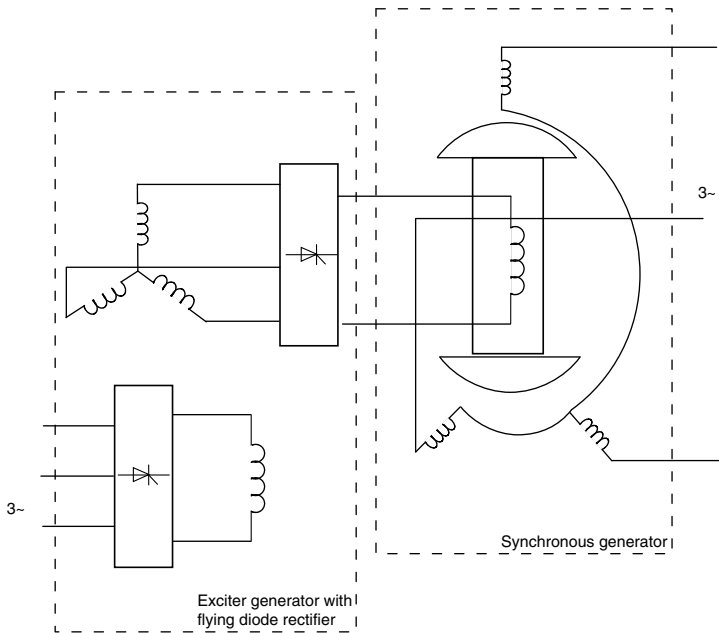 3~
3~
Synchronous generator
Exciter generator with
flying diode rectifier